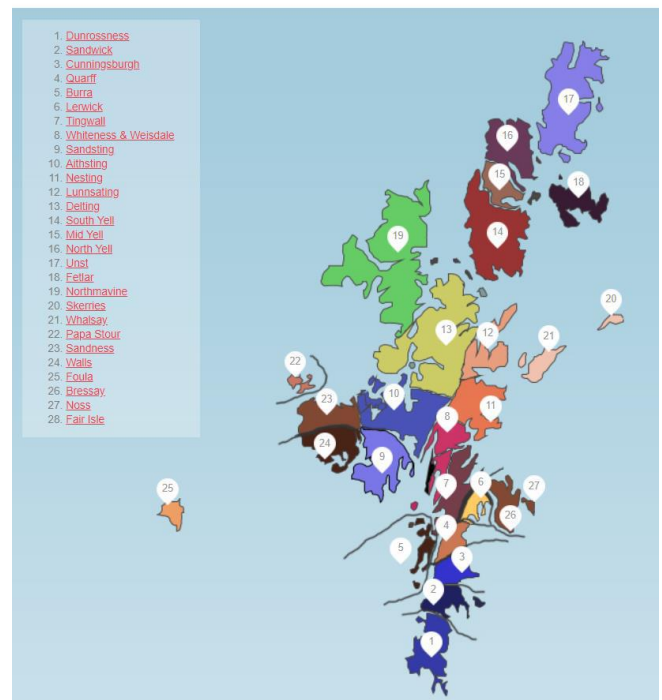 1. Dunrossness
2. Sandwick
3. Cunningsburgh
4. Quarff
5. Burra
6. Lerwick
7. Tingwall
8. Whiteness & Weisdale
9. Sandsting
10. Aithsting
11. Nesting
12. Lunnsating
13. Delting
14. South Yell
15. Mid Yell
16. North Yell
17. Unst
18. Fetlar
19. Northmavine
20. Skerries
21. Whalsay
22. Papa Stour
23. Sandness
24. Walls
25. Foula
26. Bressay
27. Noss
28. Fair Isle
17
16
15
18
14
19
20
13
12
21
22
10
23
11
8
24
9
7
6
27
25
26
4
5
3
2
1